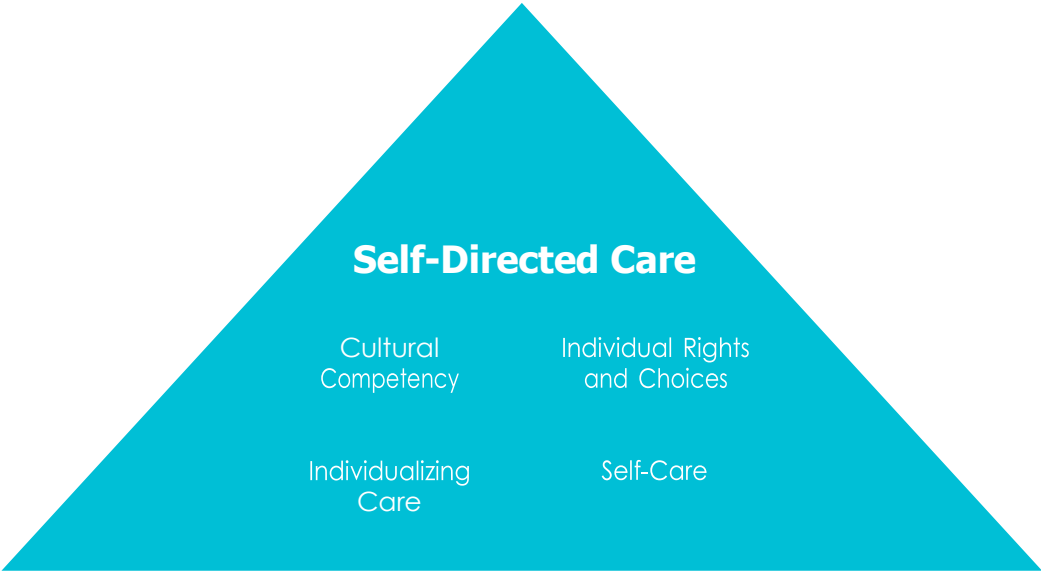 Self-Directed Care
Cultural
Competency
Individual Rights
and Choices
Individualizing
Care
Self-Care